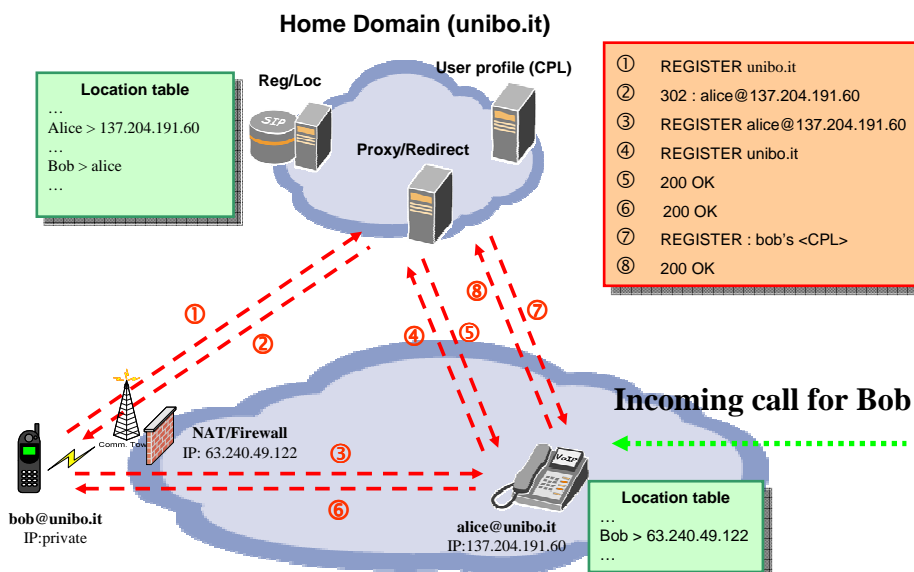 Home Domain (unibo.it)
Location table
…
Alice > 137.204.191.60
…
Bob > alice
…
Reg/Loc
User profile (CPL)
SIP
Proxy/Redirect
① REGISTER unibo.it
② 302 : alice@137.204.191.60
③ REGISTER alice@137.204.191.60
④ REGISTER unibo.it
⑤ 200 OK
⑥ 200 OK
⑦ REGISTER : bob's <CPL>
⑧ 200 OK
①
②
④
⑤
⑧
⑦
Incoming call for Bob
Comm. Tow
NAT/Firewall
IP: 63.240.49.122
③
⑥
VoIP
bob@unibo.it
IP:private
alice@unibo.it
IP:137.204.191.60
Location table
…
Bob > 63.240.49.122
…